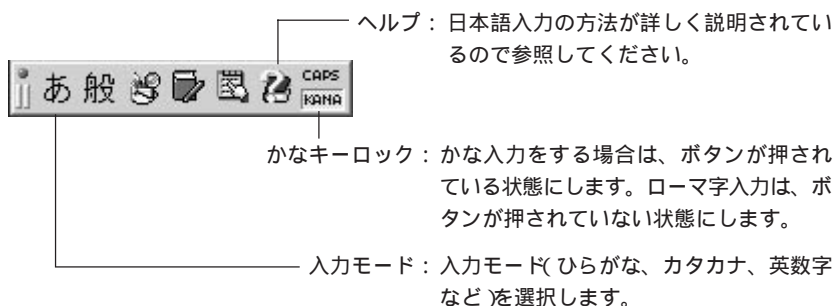 ヘルプ： 日本語入力の方法が詳しく説明されてい
るので参照してください。
あ 般 CAPS
KANA
かなキーロック： かな入力をする場合は、ボタンが押され
ている状態にします。ローマ字入力は、ボ
タンが押されていない状態にします。
入力モード： 入力モード（ひらがな、カタカナ、英数字
など）を選択します。